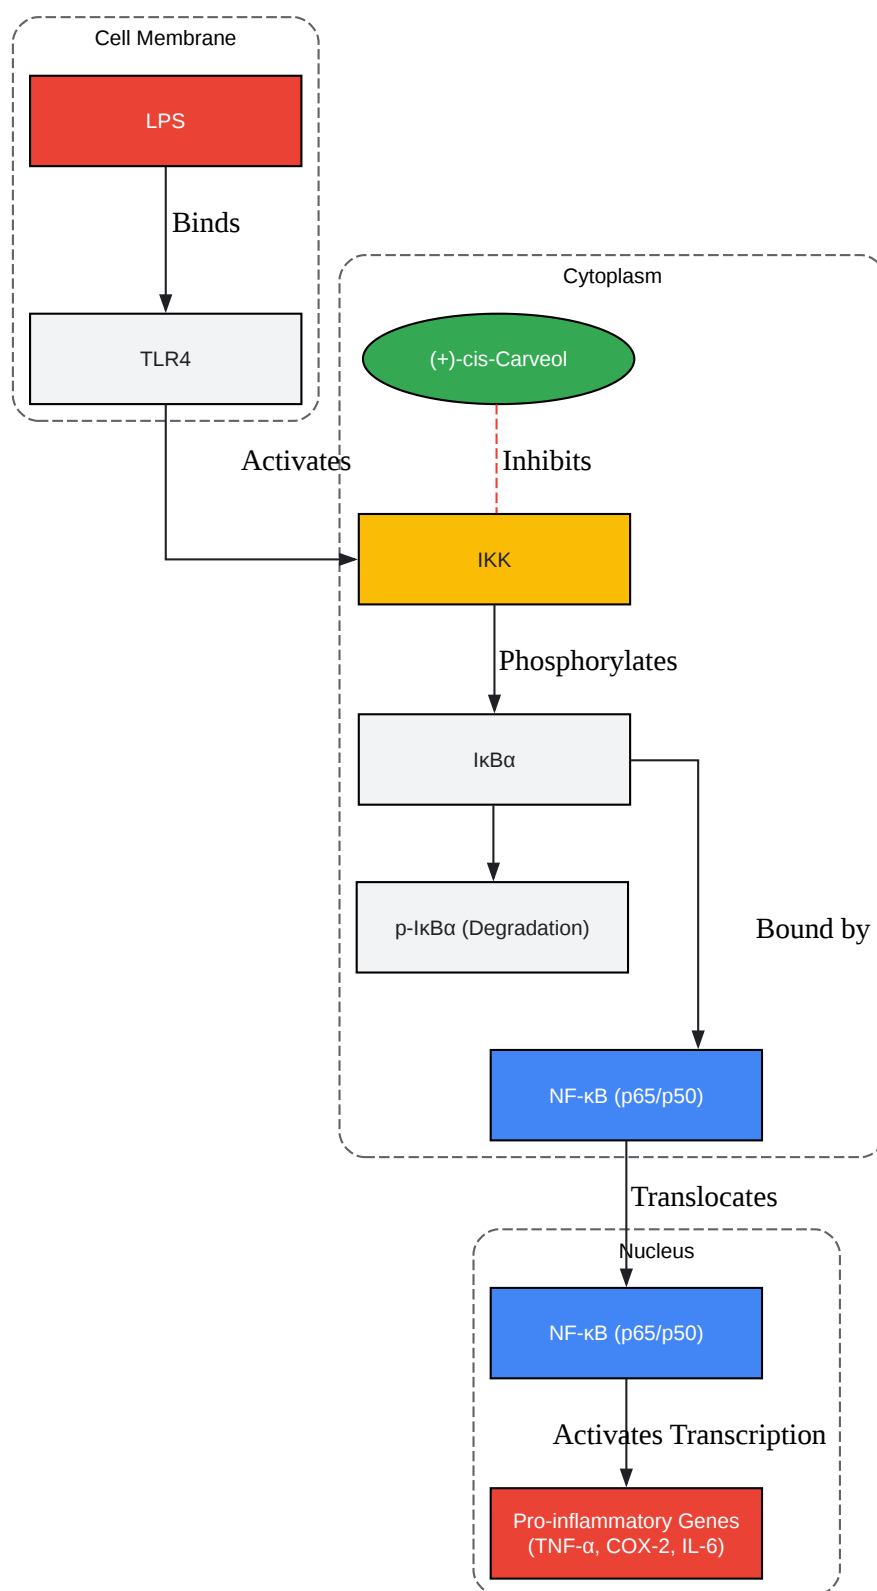 Cell Membrane
LPS
Binds
TLR4
Cytoplasm
(+)-cis-Carveol
Activates
Inhibits
IKK
Phosphorylates
IκBα
p-IκBα (Degradation)
Bound by
NF-κB (p65/p50)
Translocates
Nucleus
NF-κB (p65/p50)
Activates Transcription
Pro-inflammatory Genes
(TNF-α, COX-2, IL-6)